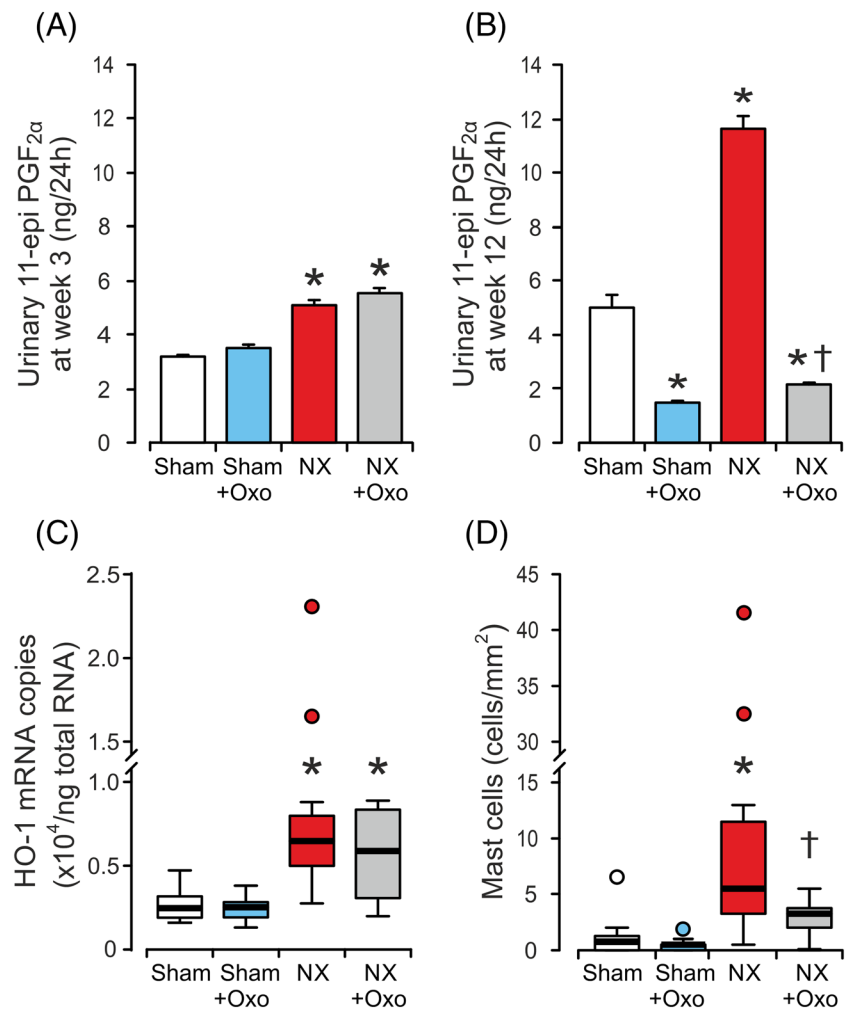 (A)
Urinary 11-epi PGF2α
at week 3 (ng/24h)
14
12
10
8
6
4
2
0
*
*
Sham
Sham
+Oxo
NX
NX
+Oxo
(B)
Urinary 11-epi PGF2α
at week 12 (ng/24h)
14
12
10
8
6
4
2
0
*
*
*†
Sham
Sham
+Oxo
NX
NX
+Oxo
(C)
HO-1 mRNA copies
(x10⁴/ng total RNA)
2.5
2.0
1.5
1.0
0.5
0
*
*
Sham
Sham
+Oxo
NX
NX
+Oxo
(D)
Mast cells (cells/mm²)
45
40
35
30
15
10
5
0
*
†
Sham
Sham
+Oxo
NX
NX
+Oxo